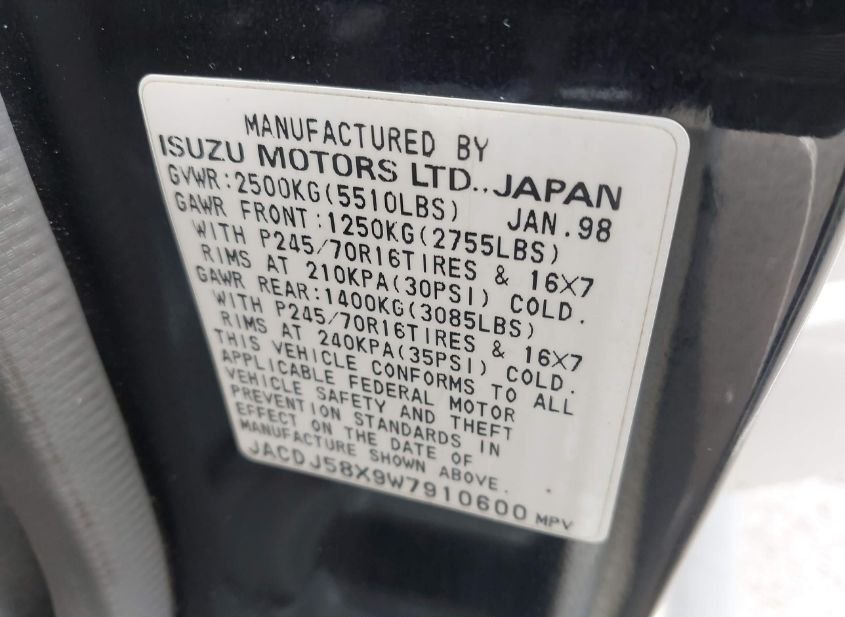 MANUFACTURED BY
ISUZU MOTORS LTD., JAPAN
GVWR:2500KG(5510LBS) JAN.98
GAWR FRONT:1250KG(2755LBS)
WITH P245/70R16TIRES & 16X7
RIMS AT 210KPA(30PSI) COLD.
GAWR REAR:1400KG(3085LBS)
WITH P245/70R16TIRES & 16X7
RIMS AT 240KPA(35PSI) COLD.
THIS VEHICLE CONFORMS TO ALL
APPLICABLE FEDERAL MOTOR
VEHICLE SAFETY AND THEFT
PREVENTION STANDARDS IN
EFFECT ON THE DATE OF
MANUFACTURE SHOWN ABOVE.
JACDJ58X9W7910600 MPV